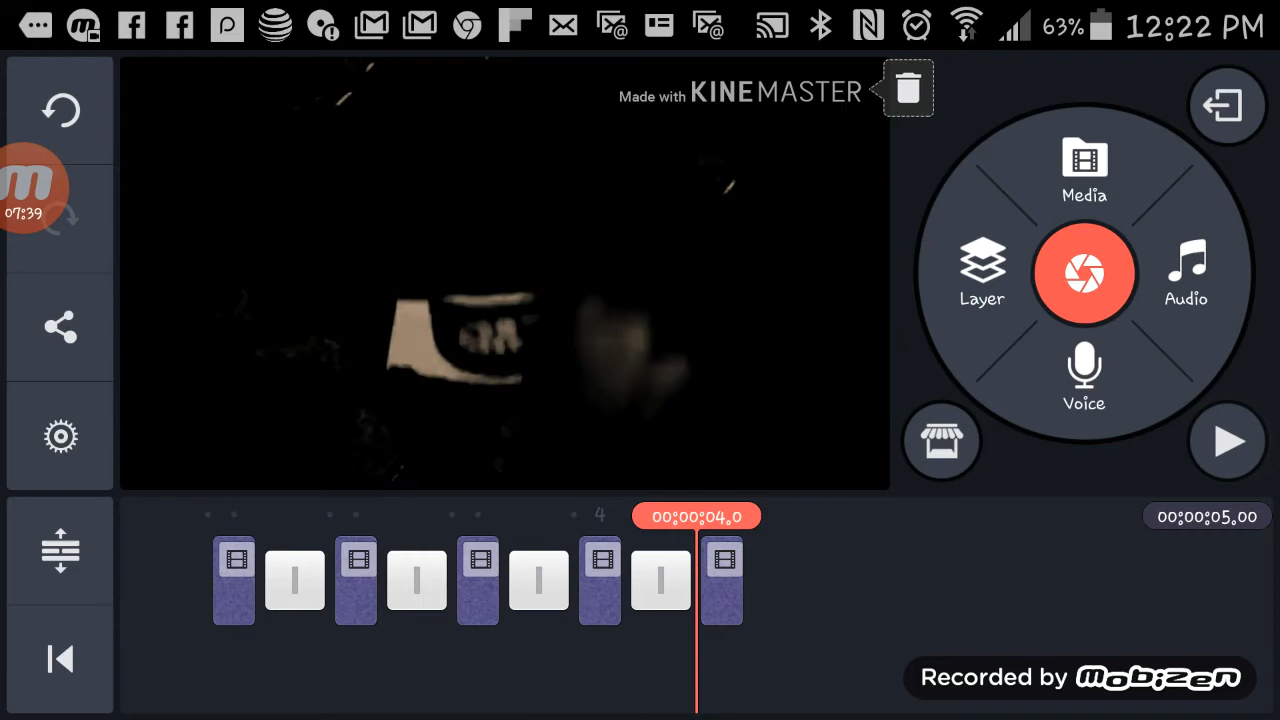 63% 12:22 PM
Made with KINEMASTER
07:39
Media
Layer
Audio
Voice
4
00:00:04.0
00:00:05.00
Recorded by mobizen